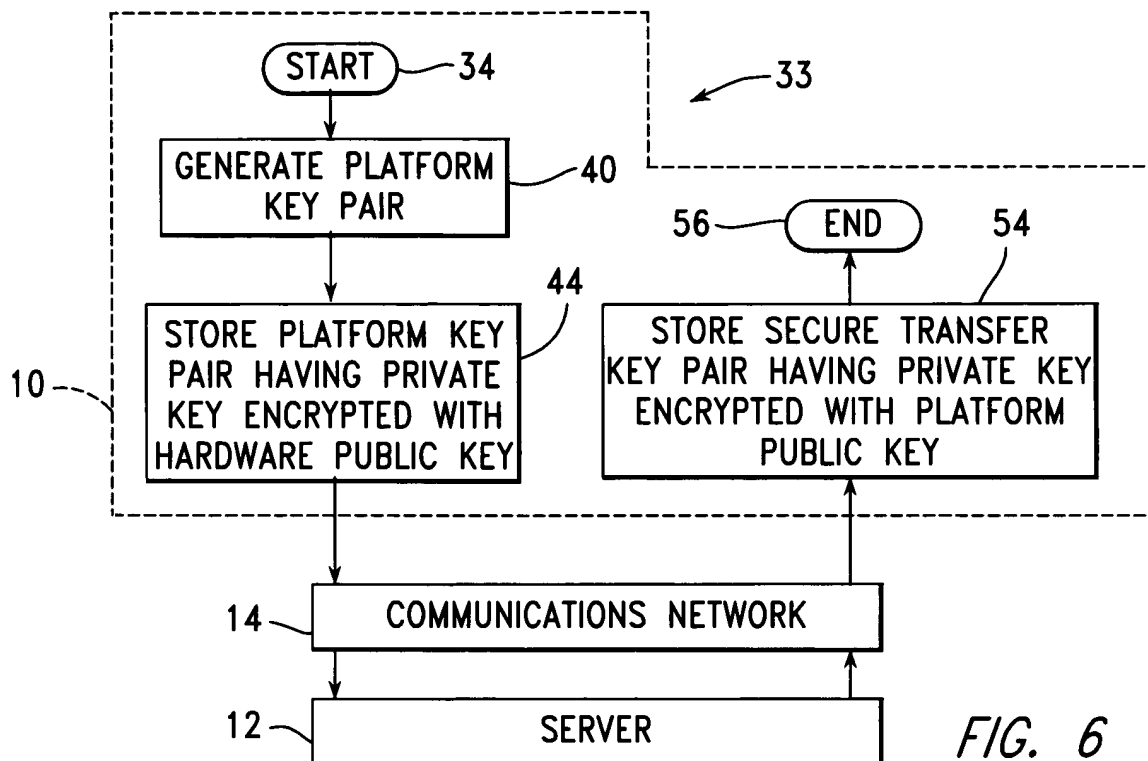 START
34
33
GENERATE PLATFORM
KEY PAIR
40
56
END
54
44
STORE PLATFORM KEY
PAIR HAVING PRIVATE
KEY ENCRYPTED WITH
HARDWARE PUBLIC KEY
STORE SECURE TRANSFER
KEY PAIR HAVING PRIVATE KEY
ENCRYPTED WITH PLATFORM
PUBLIC KEY
10
14
COMMUNICATIONS NETWORK
12
SERVER
FIG. 6